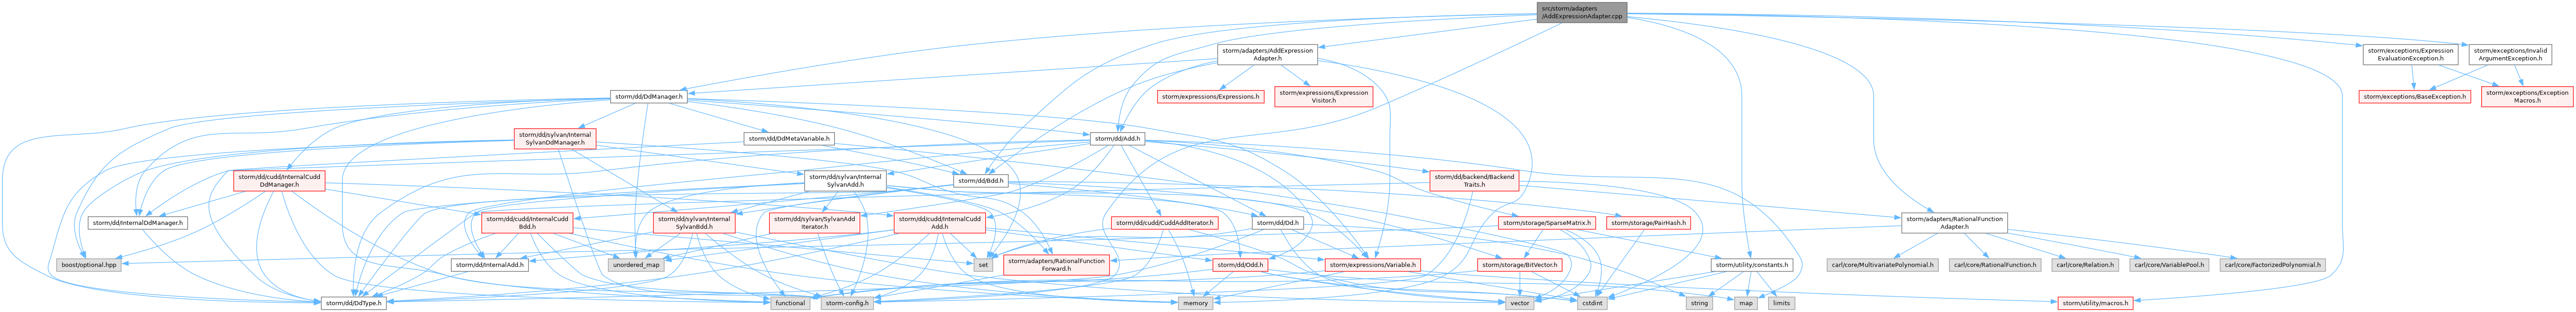 src/storm/adapters
/AddExpressionAdapter.cpp
storm/adapters/AddExpression
Adapter.h
storm/exceptions/Expression
EvaluationException.h
storm/exceptions/Invalid
ArgumentException.h
storm/dd/DdManager.h
storm/expressions/Expressions.h
storm/expressions/Expression
Visitor.h
storm/exceptions/BaseException.h
storm/exceptions/Exception
Macros.h
storm/dd/sylvan/Internal
SylvanDdManager.h
storm/dd/DdMetaVariable.h
storm/dd/Add.h
storm/dd/cudd/InternalCudd
DdManager.h
storm/dd/sylvan/Internal
SylvanAdd.h
storm/dd/Bdd.h
storm/dd/backend/Backend
Traits.h
storm/dd/InternalDdManager.h
storm/dd/cudd/InternalCudd
Bdd.h
storm/dd/sylvan/Internal
SylvanBdd.h
storm/dd/sylvan/SylvanAdd
Iterator.h
storm/dd/cudd/InternalCudd
Add.h
storm/dd/cudd/CuddAddIterator.h
storm/dd/Dd.h
storm/storage/SparseMatrix.h
storm/storage/PairHash.h
storm/adapters/RationalFunction
Adapter.h
boost/optional.hpp
storm/dd/InternalAdd.h
unordered_map
set
storm/adapters/RationalFunction
Forward.h
storm/dd/Odd.h
storm/expressions/Variable.h
storm/storage/BitVector.h
storm/utility/constants.h
carl/core/MultivariatePolynomial.h
carl/core/RationalFunction.h
carl/core/Relation.h
carl/core/VariablePool.h
carl/core/FactorizedPolynomial.h
storm/dd/DdType.h
functional
storm-config.h
memory
vector
cstdint
string
map
limits
storm/utility/macros.h